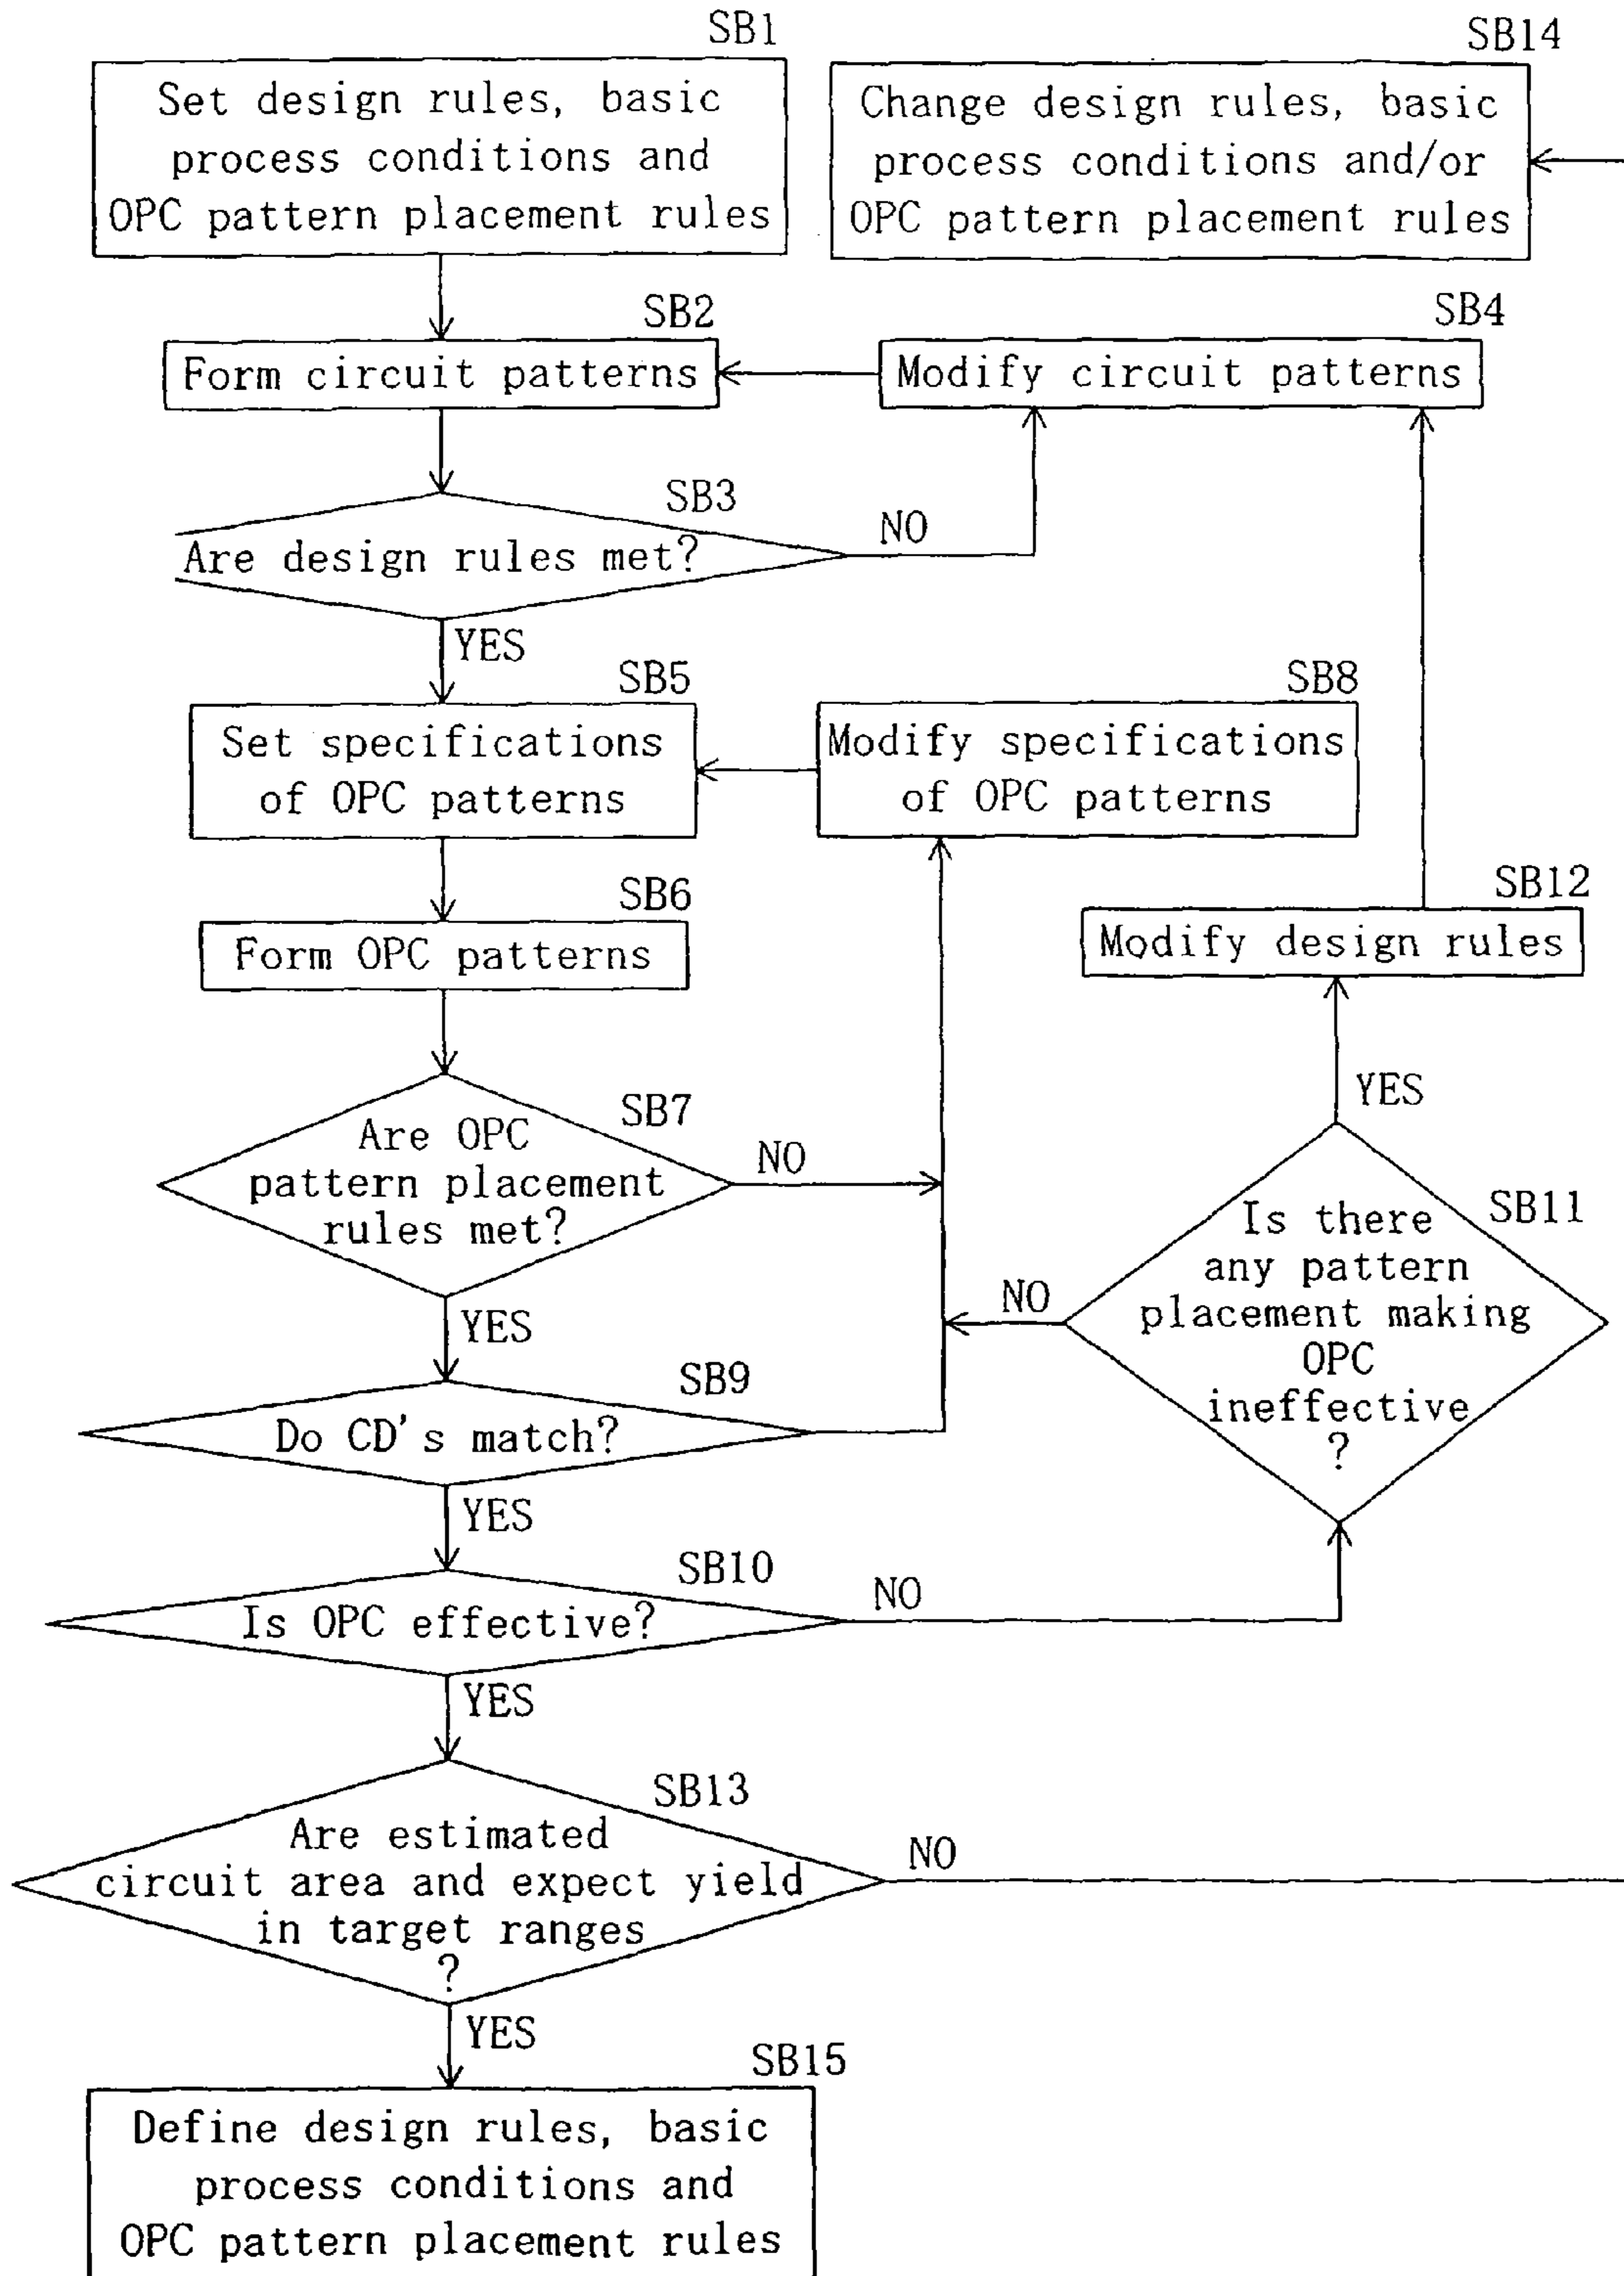 SB1
Set design rules, basic
process conditions and
OPC pattern placement rules
SB14
Change design rules, basic
process conditions and/or
OPC pattern placement rules
SB2
Form circuit patterns
SB4
Modify circuit patterns
SB3
Are design rules met?
NO
YES
SB5
Set specifications
of OPC patterns
SB8
Modify specifications
of OPC patterns
SB6
Form OPC patterns
SB12
Modify design rules
YES
SB7
Are OPC
pattern placement
rules met?
NO
SB11
Is there
any pattern
placement making
OPC
ineffective
?
NO
YES
SB9
Do CD's match?
YES
SB10
Is OPC effective?
NO
YES
SB13
Are estimated
circuit area and expect yield
in target ranges
?
NO
YES
SB15
Define design rules, basic
process conditions and
OPC pattern placement rules